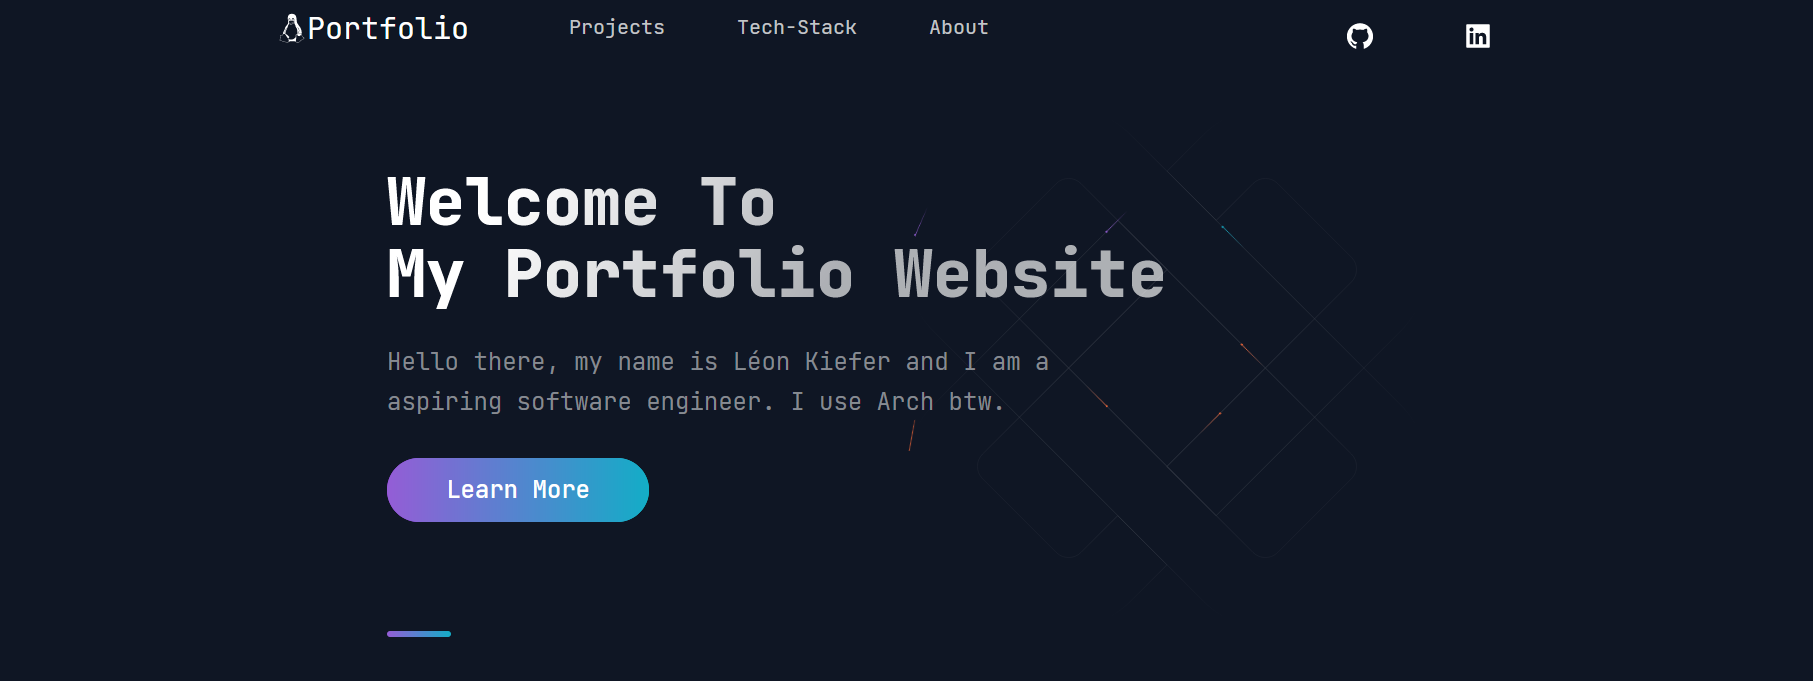 Portfolio
Projects
Tech-Stack
About
Welcome To
My Portfolio Website
Hello there, my name is Léon Kiefer and I am a
aspiring software engineer. I use Arch btw.
Learn More